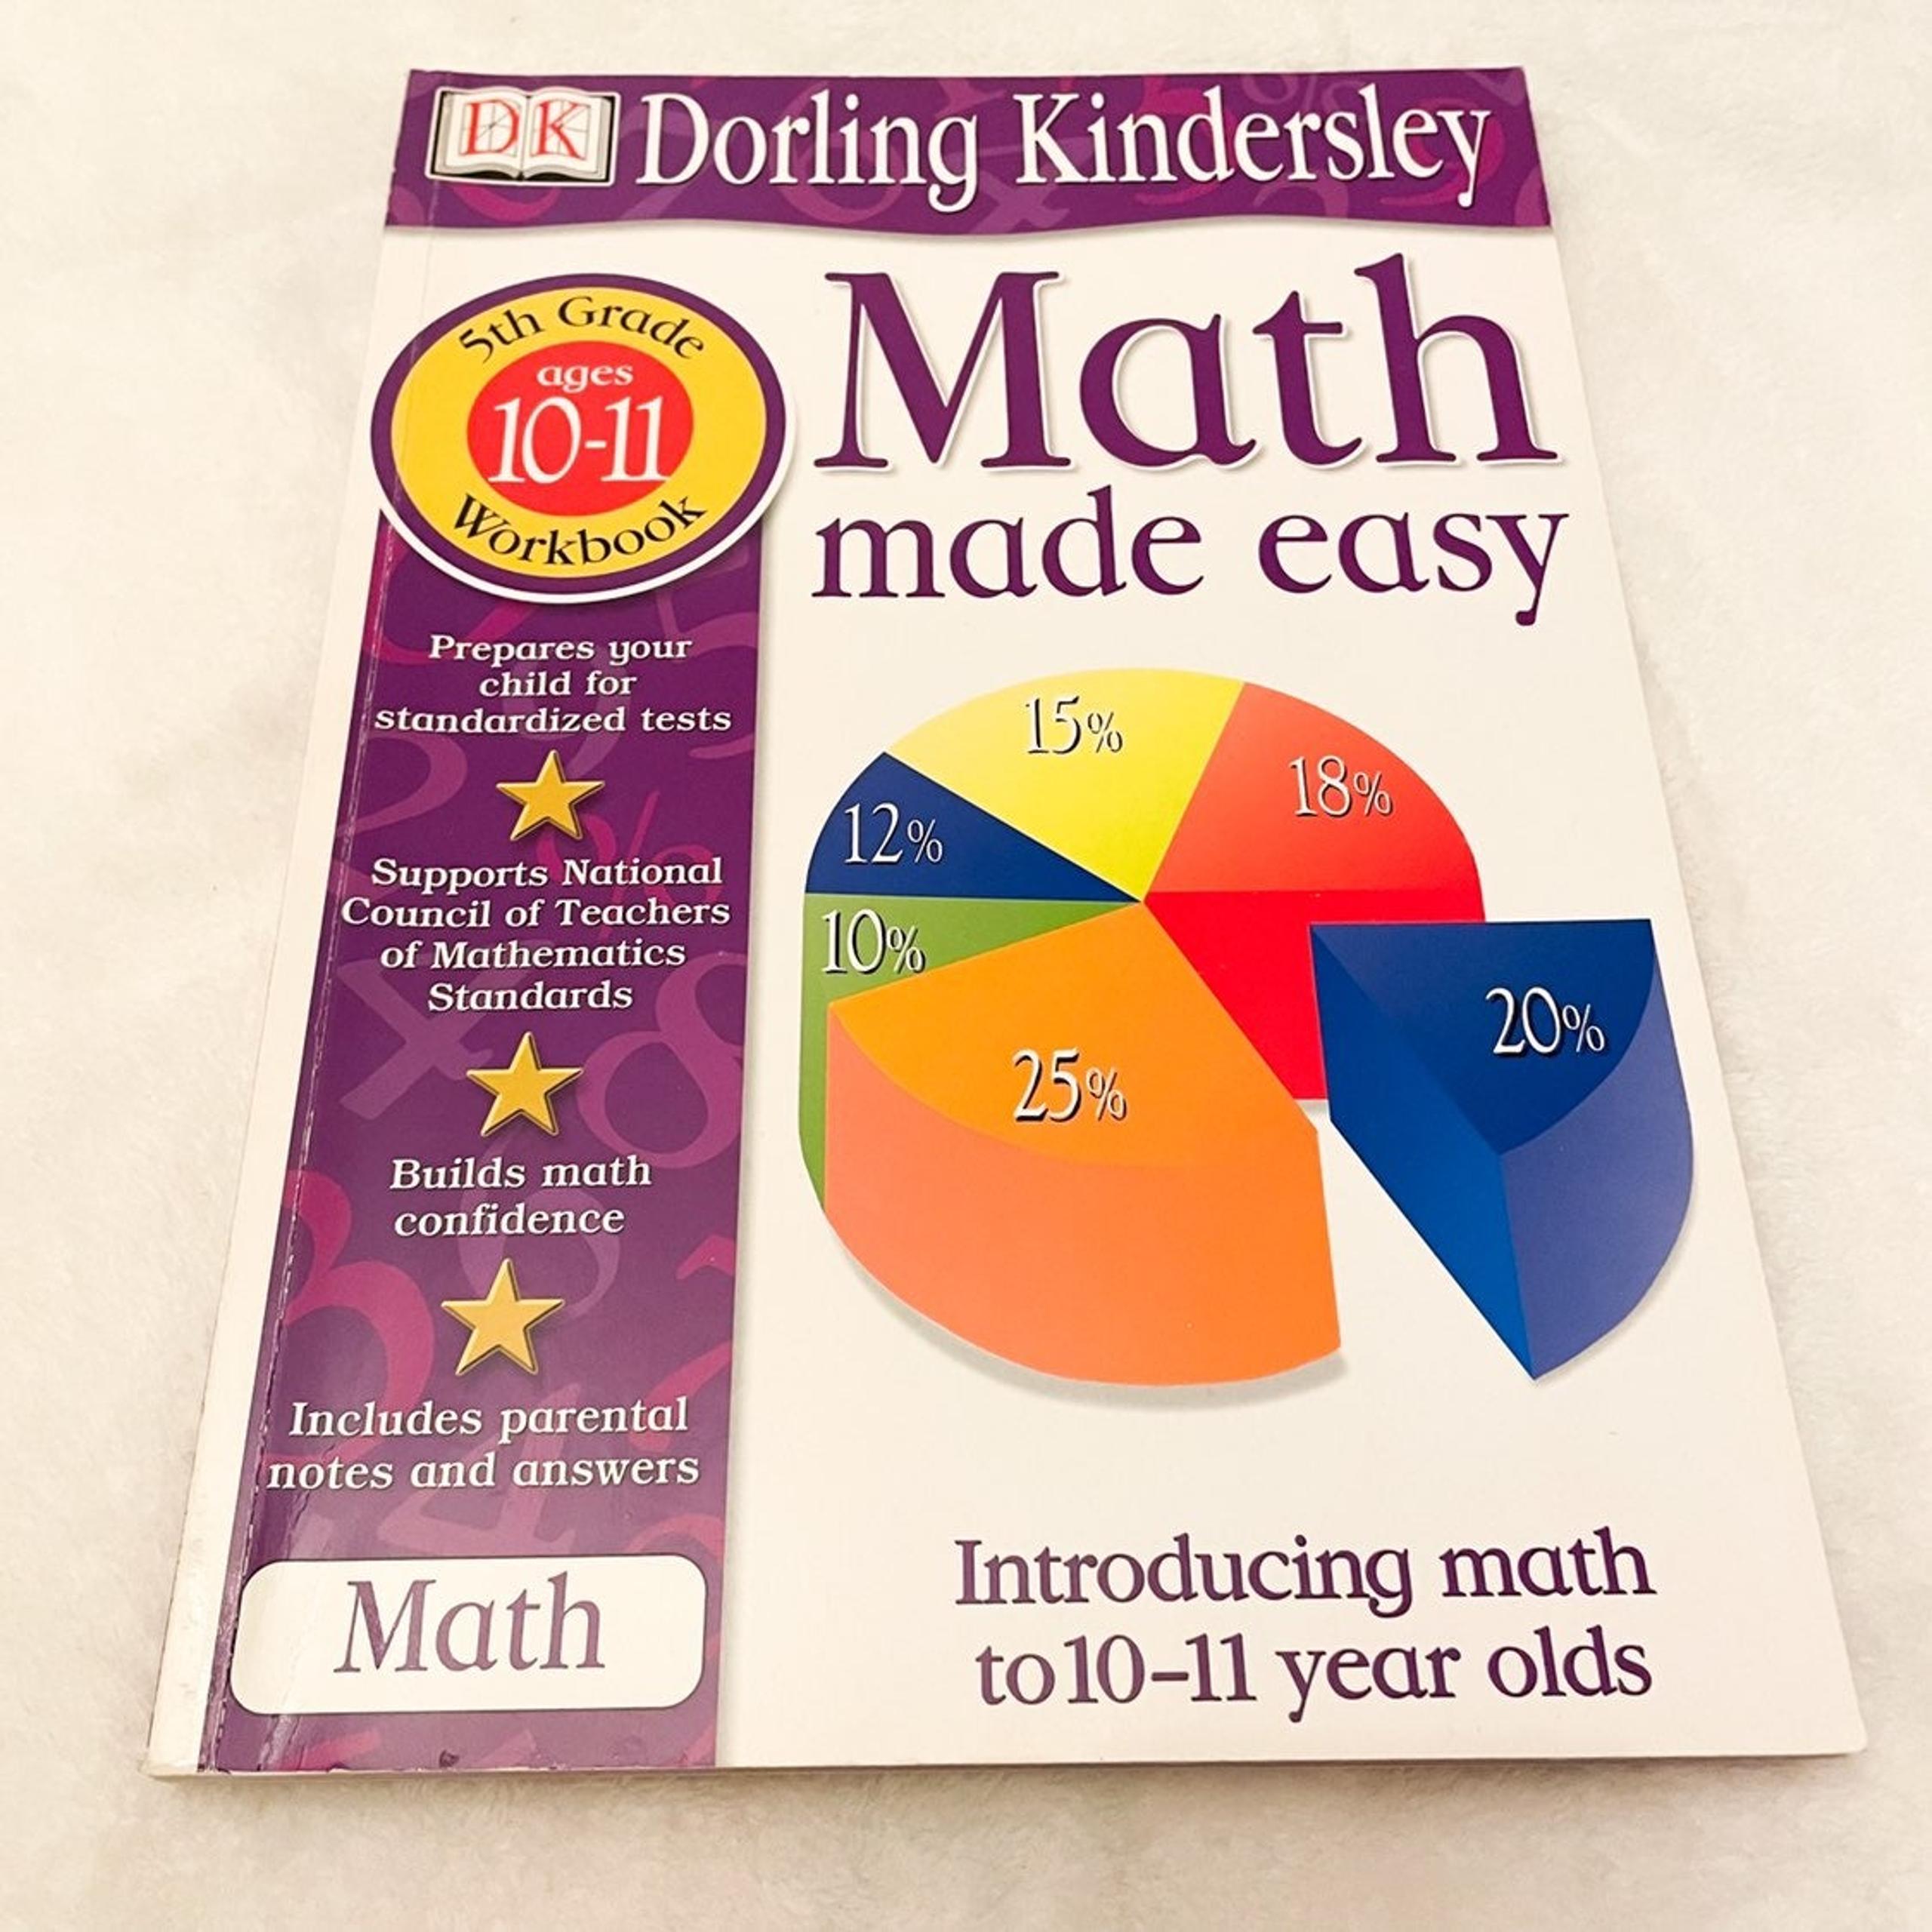 DK Dorling Kindersley
5th Grade
ages
10-11
Workbook
Math
made easy
Prepares your
child for
standardized tests
Supports National
Council of Teachers
of Mathematics
Standards
Builds math
confidence
Includes parental
notes and answers
Math
15%
18%
12%
10%
20%
25%
Introducing math
to 10-11 year olds